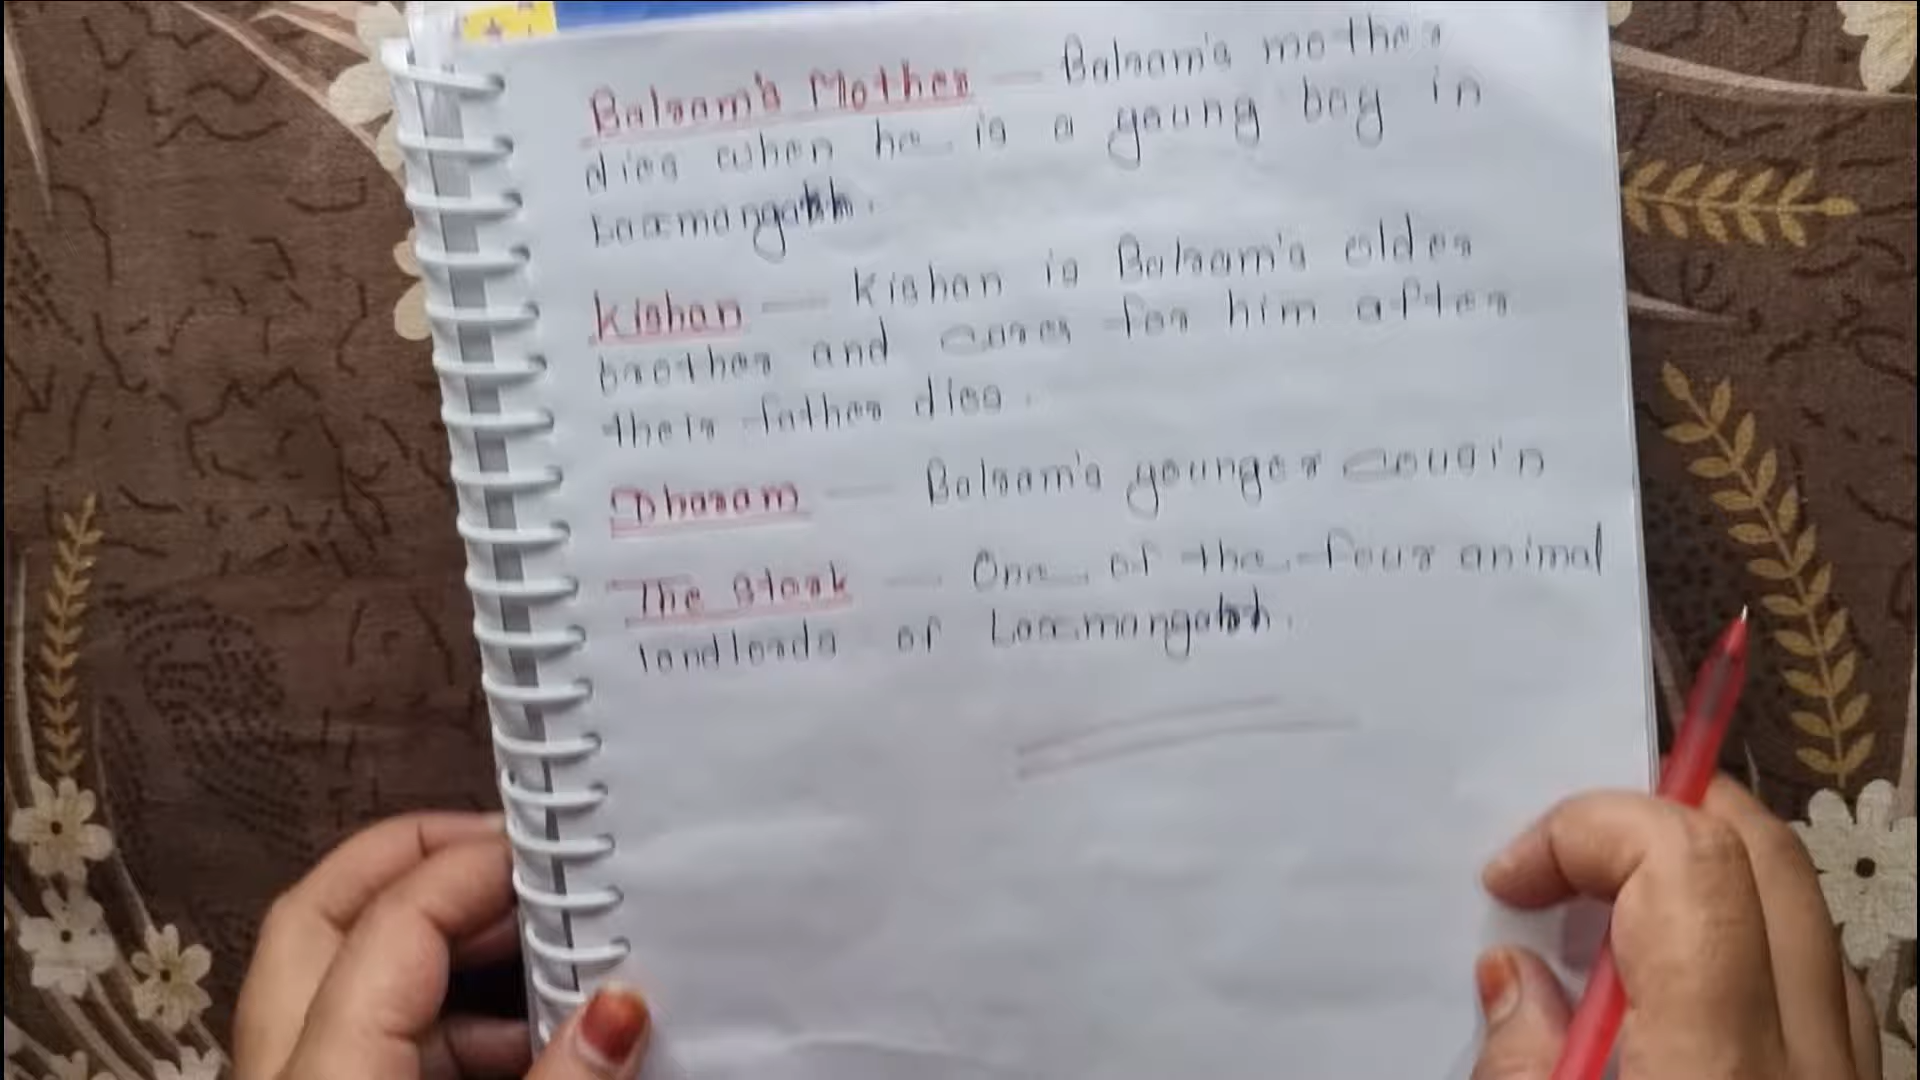 Balram's Mother — Balram's mother
dies when he is a young boy in
Laxmangarh.
Kishan — Kishan is Balram's older
brother and cares for him after
their father dies.
Dharam — Balram's younger cousin
The Stork — One of the four animal
landlords of Laxmangarh.